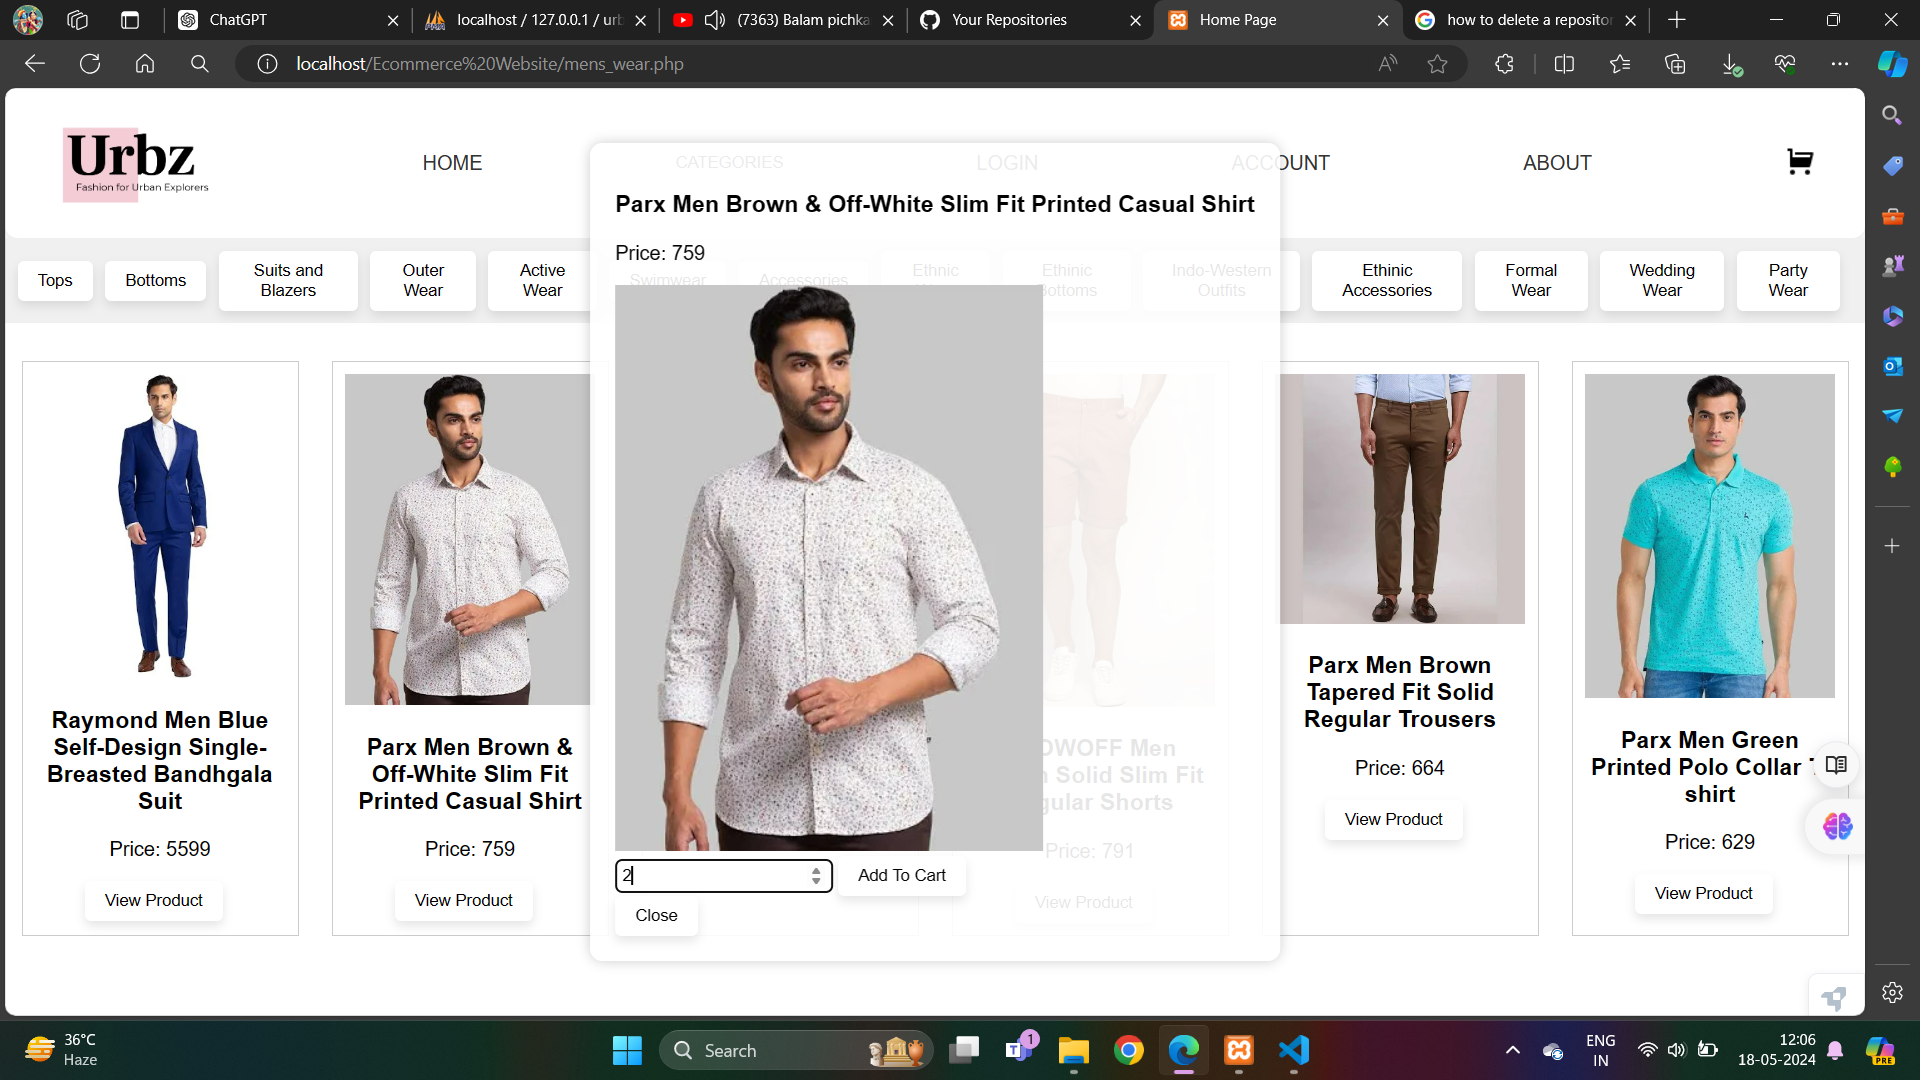 ChatGPT
localhost / 127.0.0.1 / urb
(7363) Balam pichka
Your Repositories
Home Page
how to delete a repositor
localhost/Ecommerce%20Website/mens_wear.php
Urbz
Fashion for Urban Explorers
HOME
CATEGORIES
LOGIN
ACCOUNT
ABOUT
Parx Men Brown & Off-White Slim Fit Printed Casual Shirt
Price: 759
Tops
Bottoms
Suits and
Blazers
Outer
Wear
Active
Wear
Swimwear
Accessories
Ethnic
Ethinic
Bottoms
Indo-Western
Outfits
Ethinic
Accessories
Formal
Wear
Wedding
Wear
Party
Wear
Raymond Men Blue
Self-Design Single-
Breasted Bandhgala
Suit
Price: 5599
View Product
Parx Men Brown &
Off-White Slim Fit
Printed Casual Shirt
Price: 759
View Product
2
Add To Cart
Close
OWOFF Men
Solid Slim Fit
gular Shorts
Price: 791
View Product
Parx Men Brown
Tapered Fit Solid
Regular Trousers
Price: 664
View Product
Parx Men Green
Printed Polo Collar T
shirt
Price: 629
View Product
36°C
Haze
Search
1
ENG
IN
12:06
18-05-2024
PRE